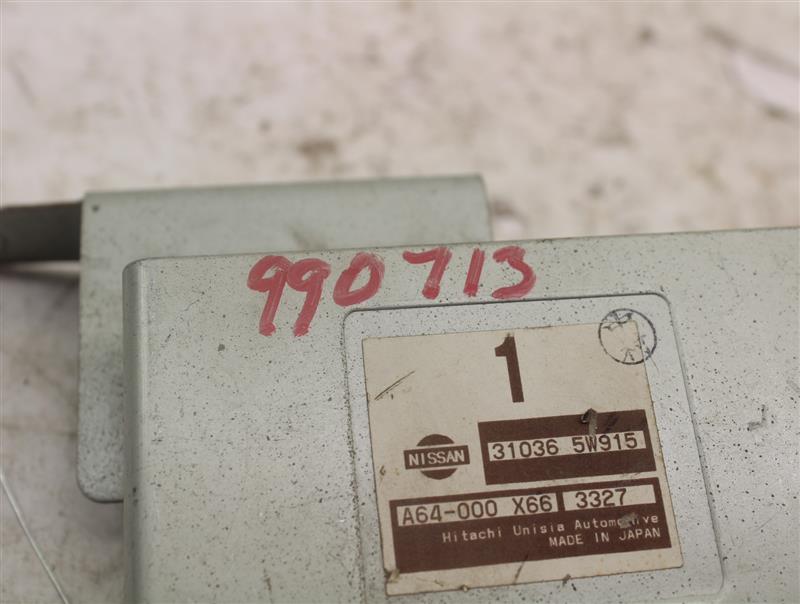 990713
1
NISSAN
31036 5W915
A64-000 X66 3327
Hitachi Unisia Automotive
MADE IN JAPAN